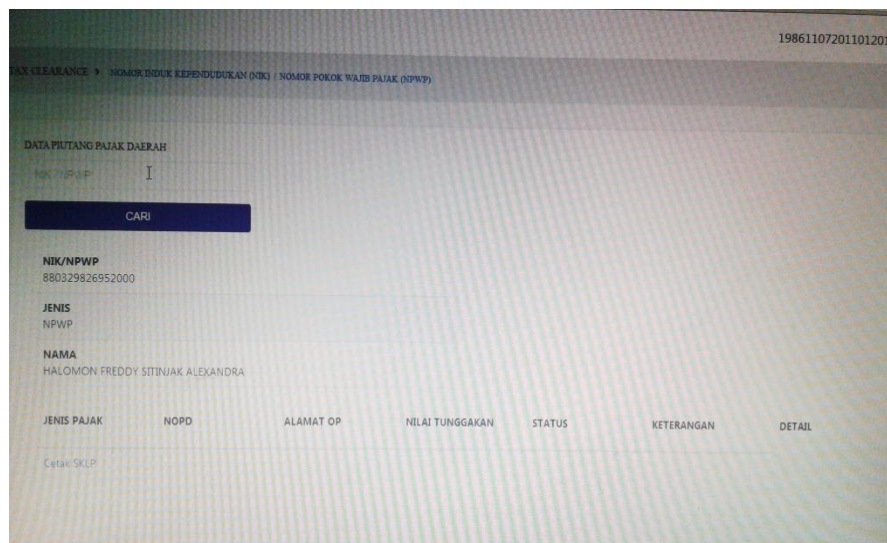 19861107201101201
TAX CLEARANCE > NOMOR INDUK KEPENDUDUKAN (NIK) | NOMOR POKOK WAJIB PAJAK (NPWP)
DATA PIUTANG PAJAK DAERAH
NIK / NPWP
CARI
NIK/NPWP
880329826952000
JENIS
NPWP
NAMA
HALOMON FREDDY SITINJAK ALEXANDRA
JENIS PAJAK NOPD ALAMAT OP NILAI TUNGGAKAN STATUS KETERANGAN DETAIL
Cetak SKLP